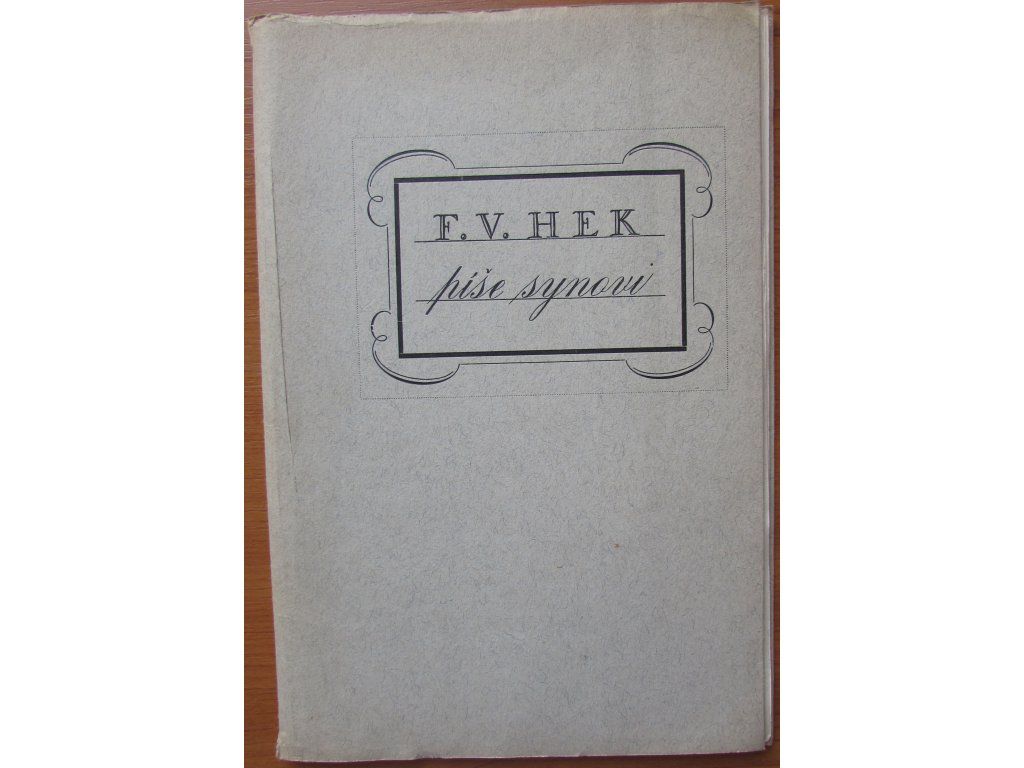 F. V. HEK
píše synovi